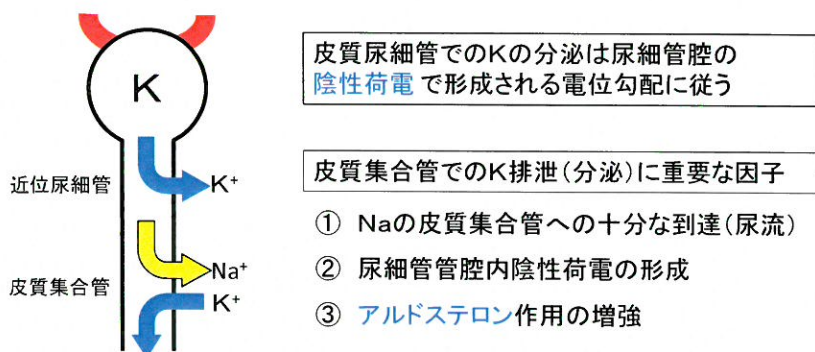 K
近位尿細管
K⁺
Na⁺
皮質集合管
K⁺
皮質尿細管でのKの分泌は尿細管腔の
陰性荷電 で形成される電位勾配に従う
皮質集合管でのK排泄(分泌)に重要な因子
① Naの皮質集合管への十分な到達(尿流)
② 尿細管管腔内陰性荷電の形成
③ アルドステロン作用の増強